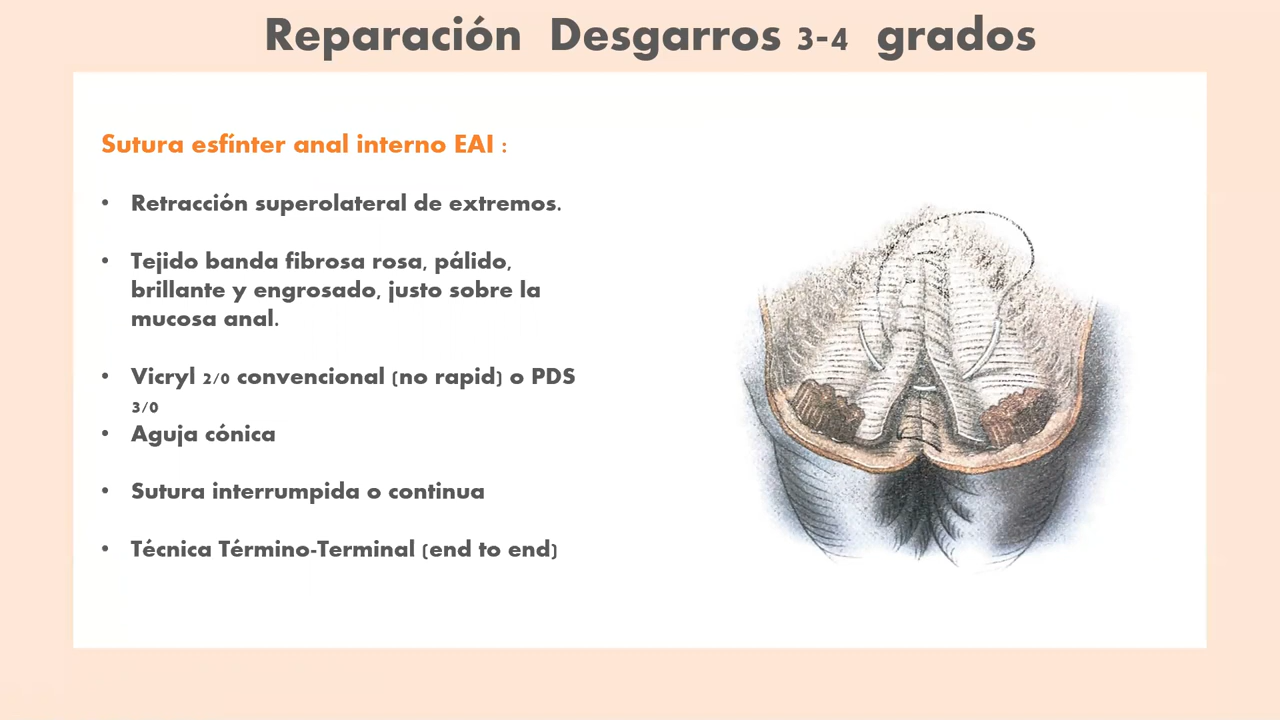 Reparación Desgarros 3-4 grados
Sutura esfínter anal interno EAI :
• Retracción superolateral de extremos.
• Tejido banda fibrosa rosa, pálido,
brillante y engrosado, justo sobre la
mucosa anal.
• Vicryl 2/0 convencional (no rapid) o PDS
3/0
• Aguja cónica
• Sutura interrumpida o continua
• Técnica Término-Terminal (end to end)